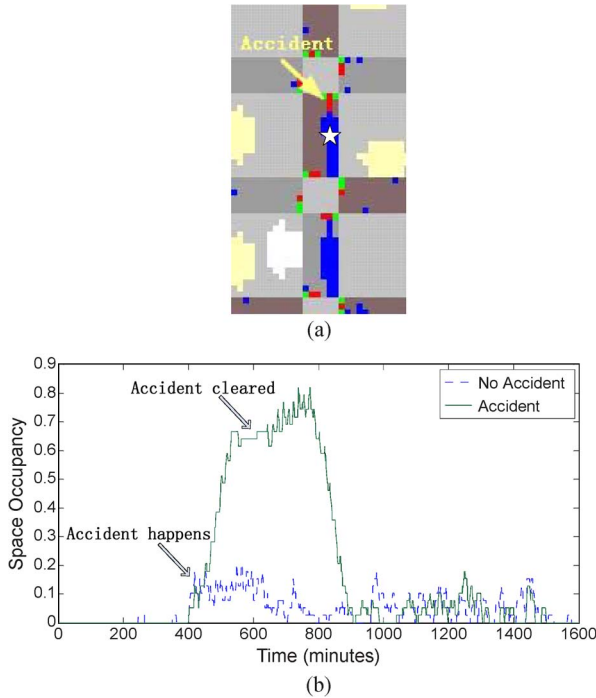 Accident
(a)
0.9
0.8
0.7
0.6
0.5
0.4
0.3
0.2
0.1
0
Space Occupancy
Accident cleared
Accident happens
No Accident
Accident
0 200 400 600 800 1000 1200 1400 1600
Time (minutes)
(b)